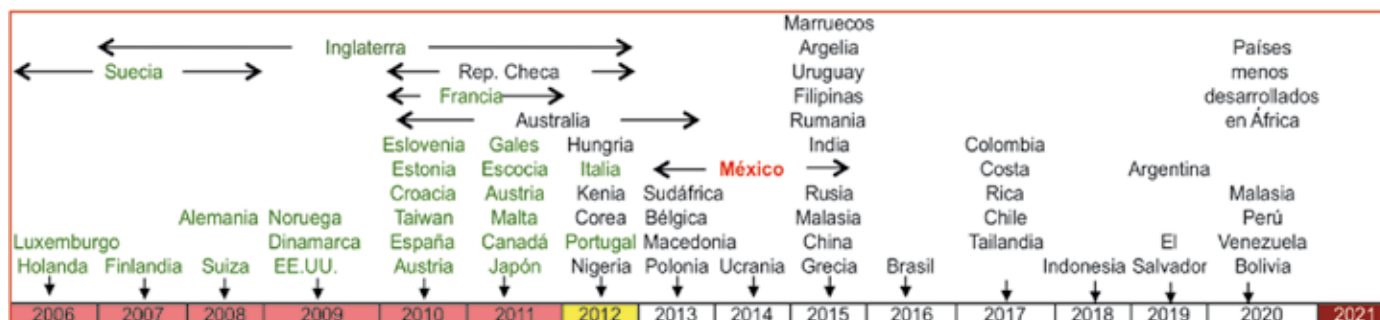 Marruecos
Inglaterra Argelia Países
Suecia Rep. Checa Uruguay menos
Francia Filipinas desarrollados
Australia Rumania en África
Eslovenia Gales Hungria India Colombia
Estonia Escocia Italia México Costa Argentina
Croacia Austria Kenia Sudáfrica Rusia Rica Malasia
Alemania Noruega Taiwan Malta Corea Bélgica Malasia Chile Perú
Luxemburgo Dinamarca España Canadá Portugal Macedonia China Tailandia El Venezuela
Holanda Finlandia Suiza EE.UU. Austria Japón Nigeria Polonia Ucrania Grecia Brasil Indonesia Salvador Bolivia
2006 2007 2008 2009 2010 2011 2012 2013 2014 2015 2016 2017 2018 2019 2020 2021